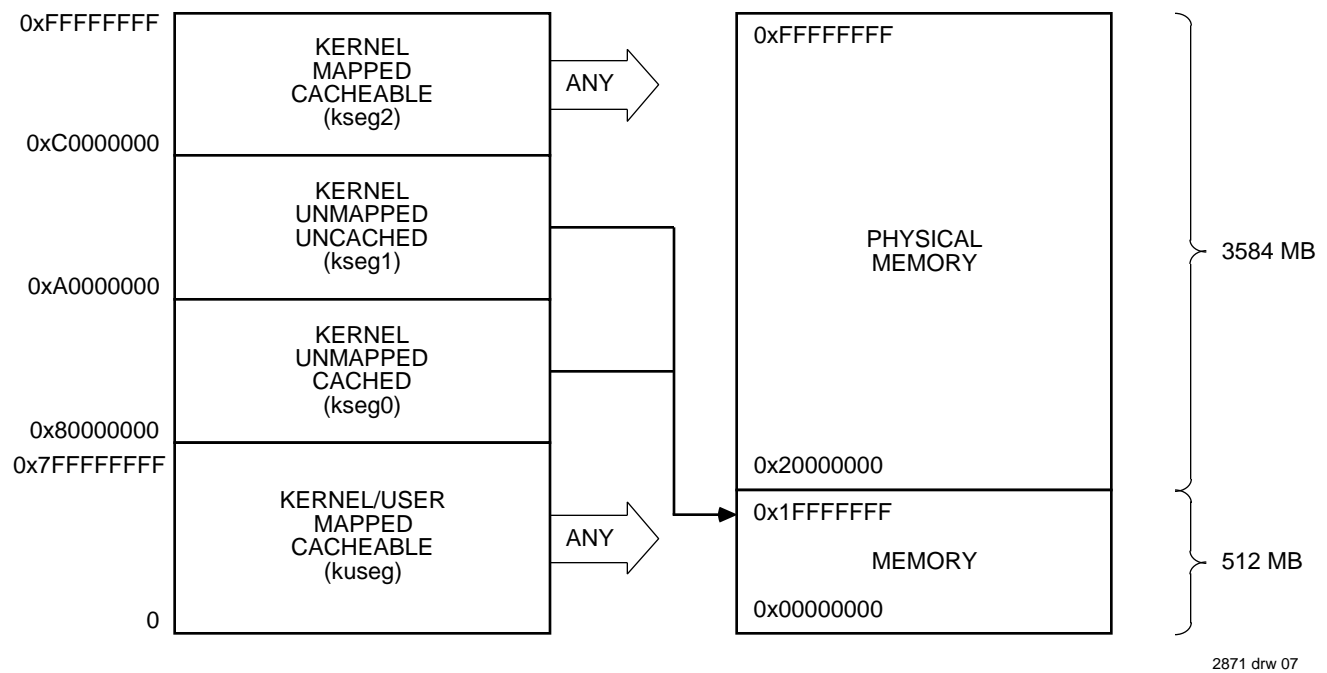 0xFFFFFFFF
KERNEL
MAPPED
CACHEABLE
(kseg2)
ANY
0xC0000000
KERNEL
UNMAPPED
UNCACHED
(kseg1)
0xA0000000
KERNEL
UNMAPPED
CACHED
(kseg0)
0x80000000
0x7FFFFFFFF
KERNEL/USER
MAPPED
CACHEABLE
(kuseg)
ANY
0
0xFFFFFFFF
PHYSICAL
MEMORY
0x20000000
0x1FFFFFFF
MEMORY
0x00000000
3584 MB
512 MB
2871 drw 07